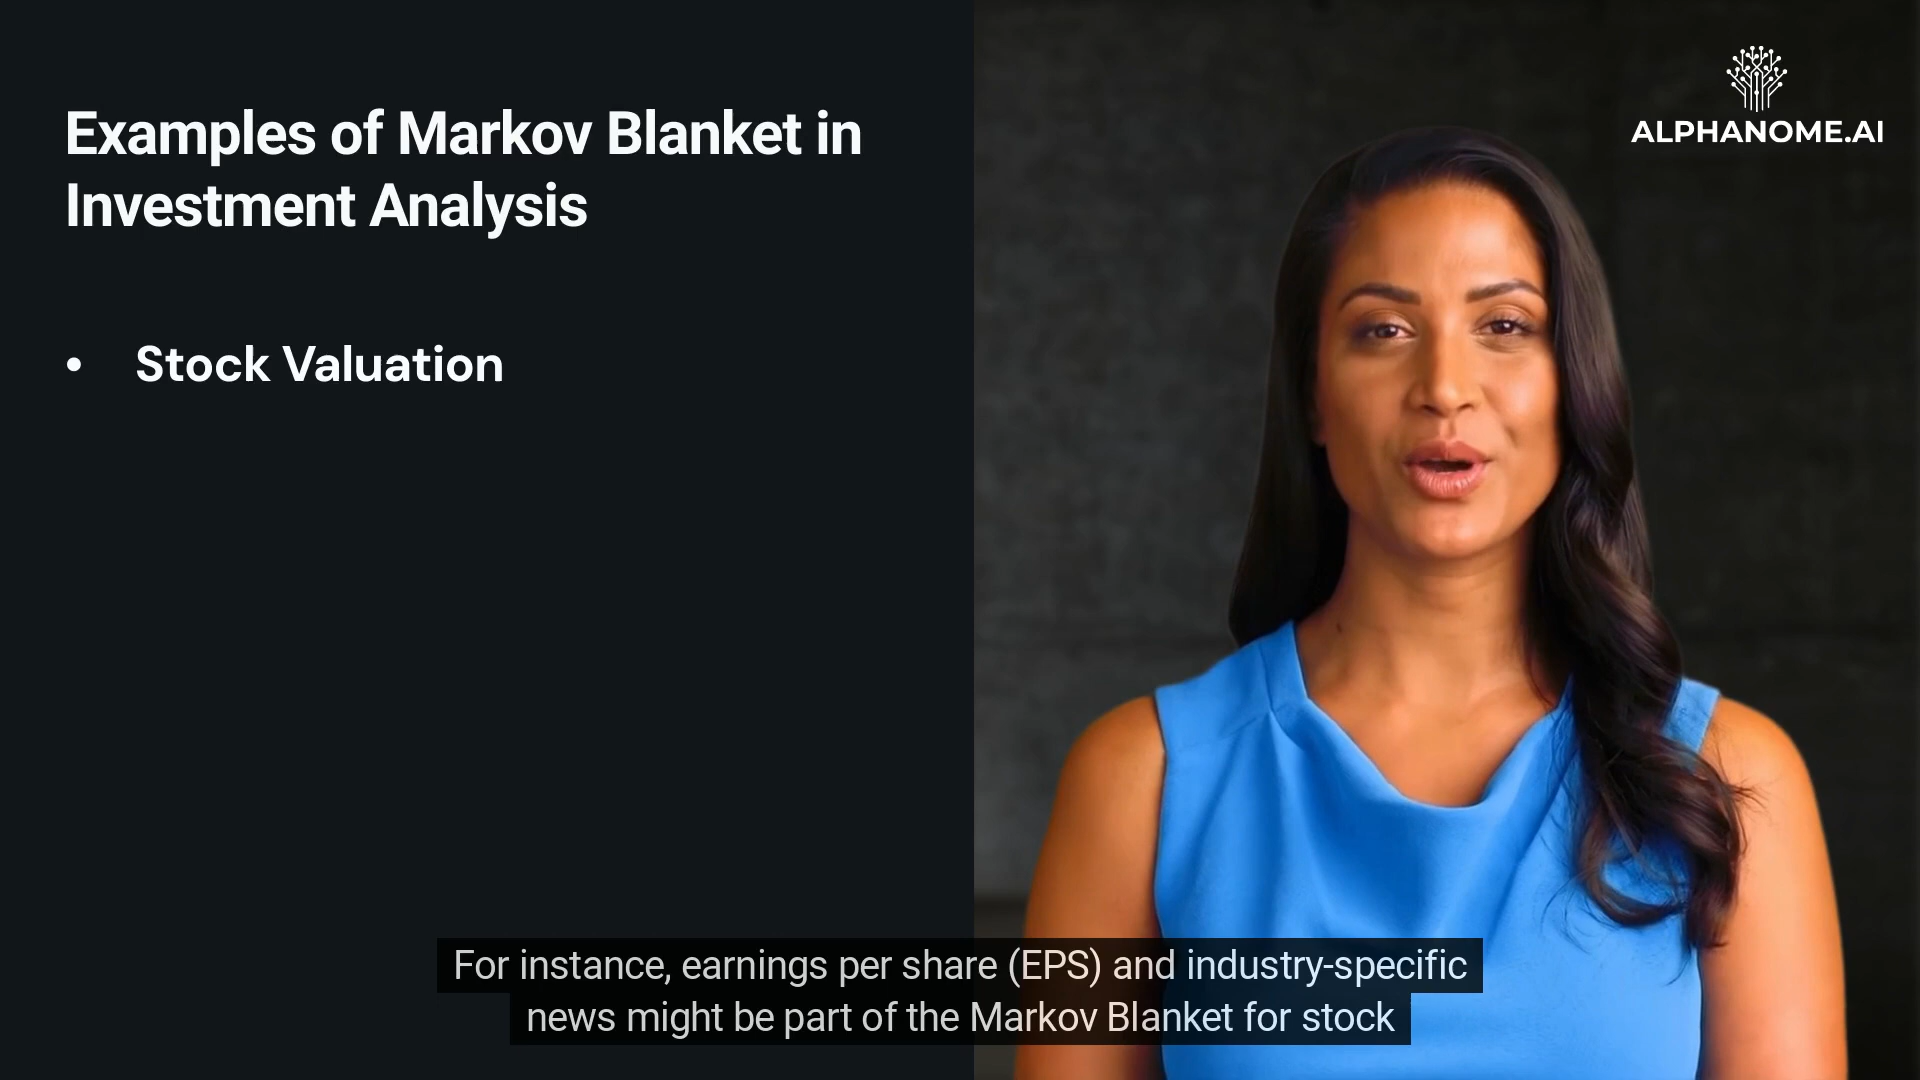 ALPHANOME.AI
Examples of Markov Blanket in
Investment Analysis
• Stock Valuation
For instance, earnings per share (EPS) and industry-specific
news might be part of the Markov Blanket for stock